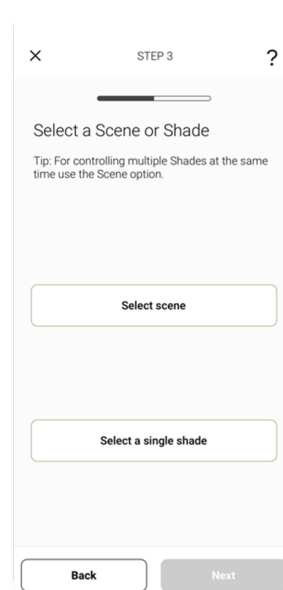 STEP 3
?
Select a Scene or Shade
Tip: For controlling multiple Shades at the same
time use the Scene option.
Select scene
Select a single shade
Back
Next